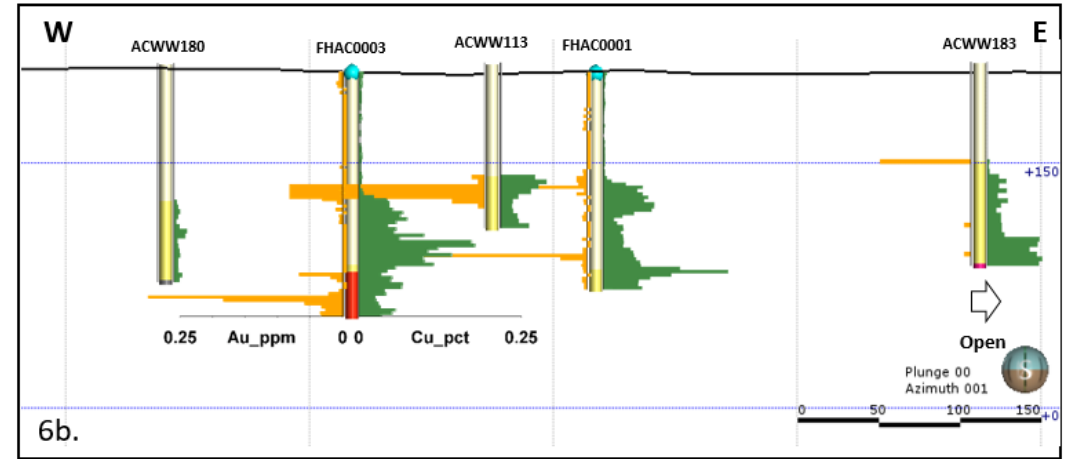 W
E
ACWW180
FHAC0003
ACWW113
FHAC0001
ACWW183
+150
0.25 Au_ppm 0 0 Cu_pct 0.25
Open
S
Plunge 00
Azimuth 001
0 50 100 150
+0
6b.